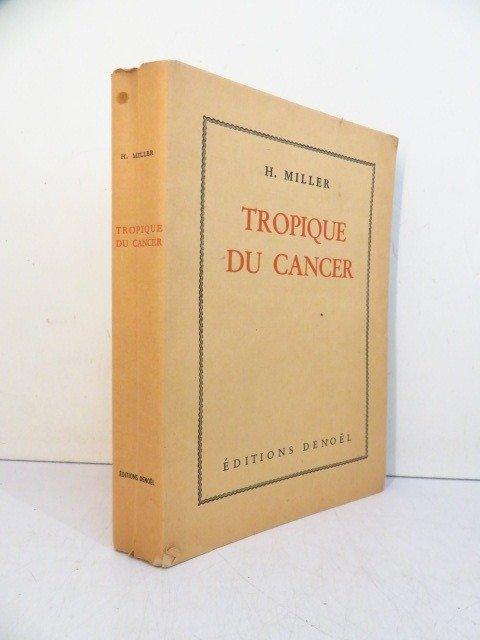 H. MILLER
TROPIQUE
DU CANCER
ÉDITIONS DENOËL
H. MILLER
TROPIQUE
DU CANCER
ÉDITIONS DENOËL